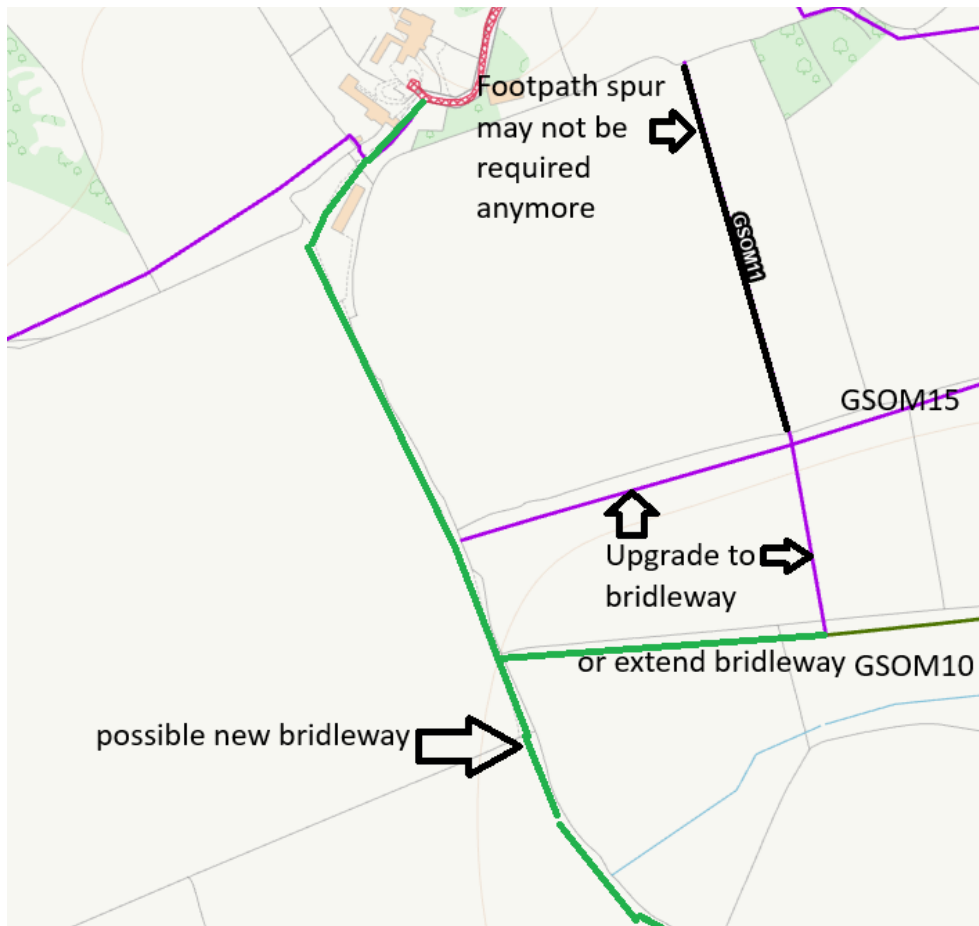 Footpath spur
may not be
required
anymore
GSOM11
GSOM15
Upgrade to
bridleway
or extend bridleway GSOM10
possible new bridleway